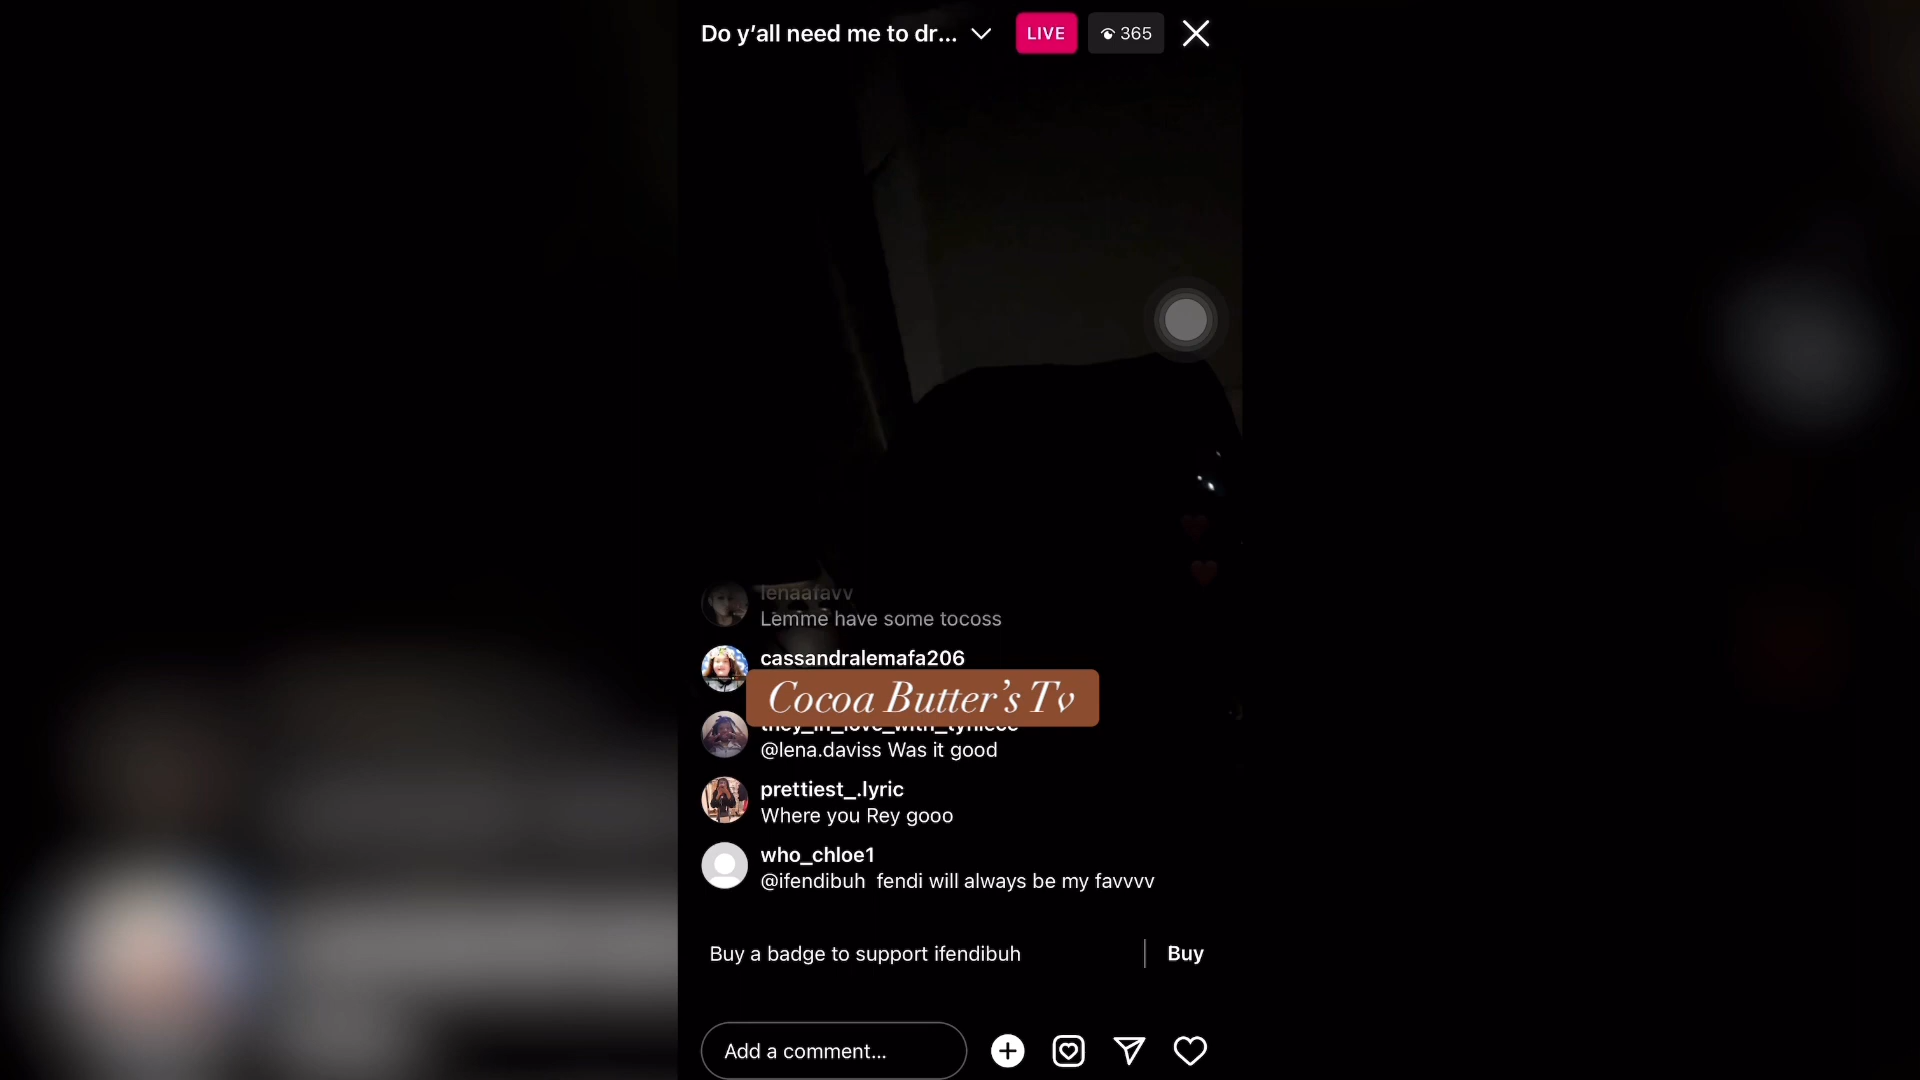 Do y’all need me to dr...
LIVE
365
lenaafavv
Lemme have some tocoss
cassandralemafa206
Cocoa Butter’s Tv
they_in_love_with_tyniece
@lena.daviss Was it good
prettiest_.lyric
Where you Rey gooo
who_chloe1
@ifendibuh fendi will always be my favvvv
Buy a badge to support ifendibuh
Buy
Add a comment...